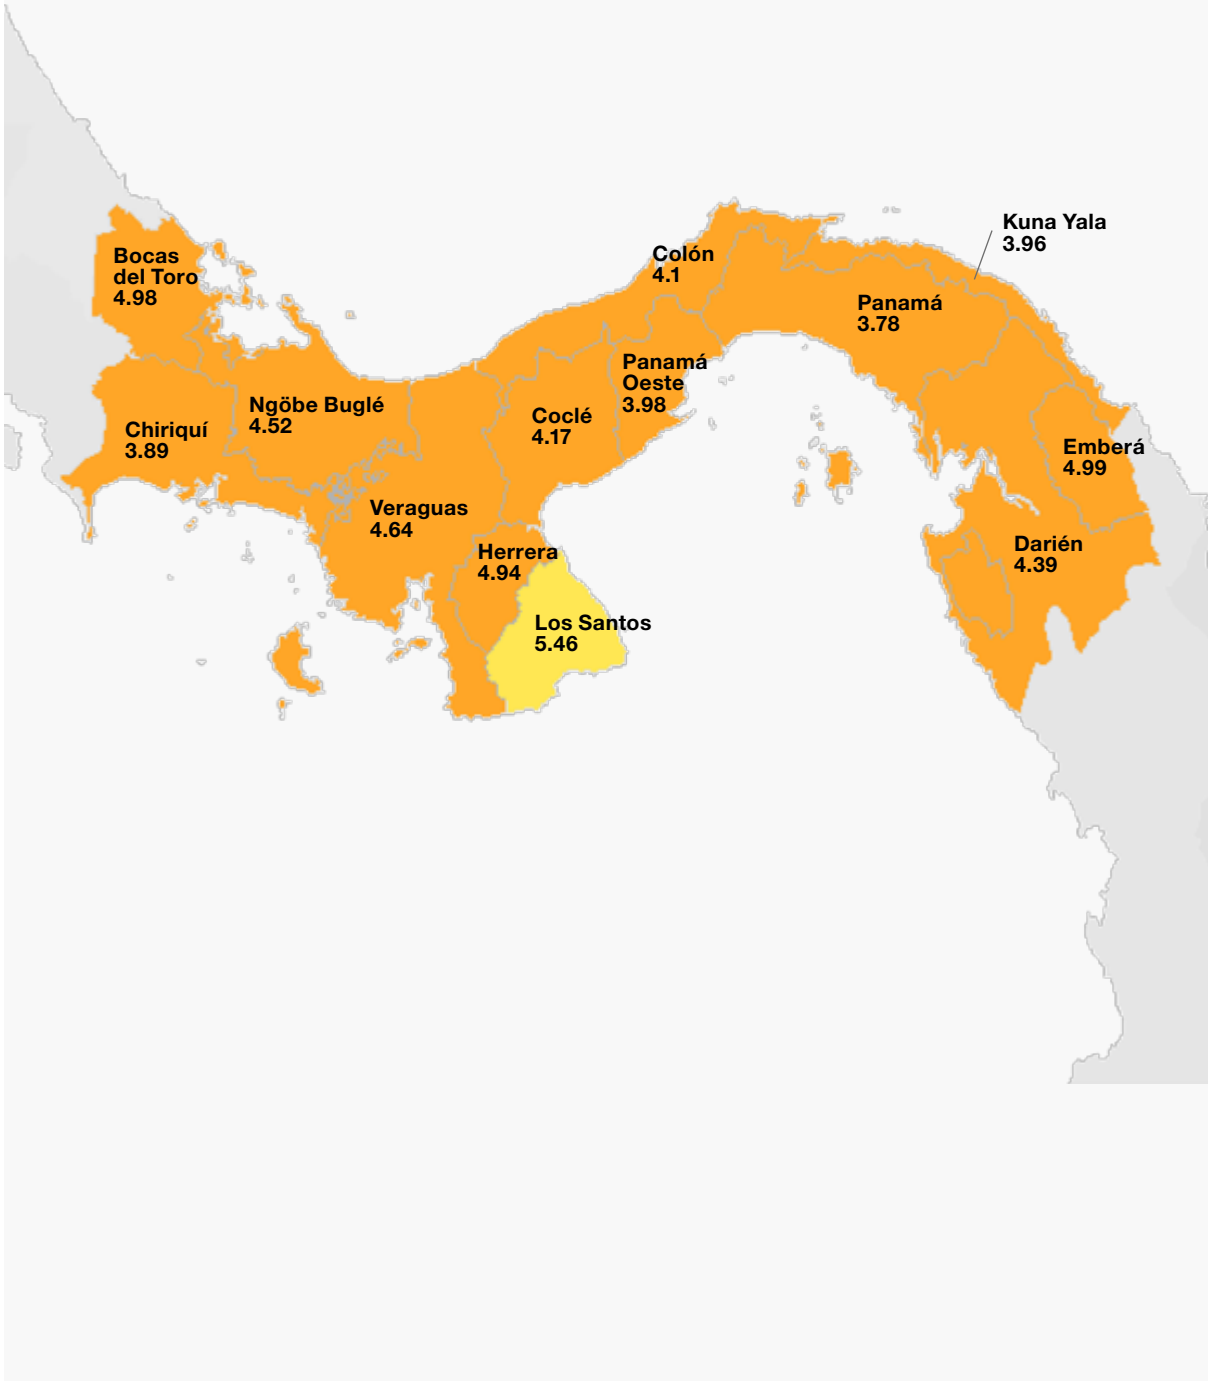 Kuna Yala
3.96
Bocas
del Toro
4.98
Colón
4.1
Panamá
3.78
Panamá
Oeste
3.98
Ngöbe Buglé
4.52
Coclé
4.17
Chiriquí
3.89
Emberá
4.99
Veraguas
4.64
Darién
4.39
Herrera
4.94
Los Santos
5.46